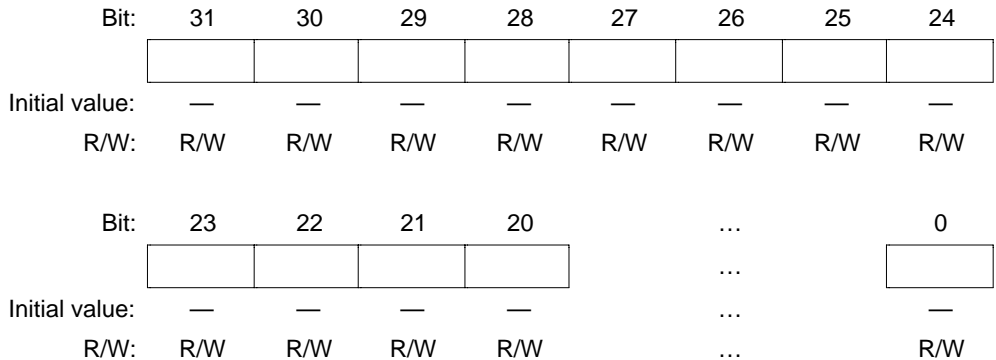 Bit: 31 30 29 28 27 26 25 24
Initial value: — — — — — — — —
R/W: R/W R/W R/W R/W R/W R/W R/W R/W
Bit: 23 22 21 20 … 0
…
Initial value: — — — — … —
R/W: R/W R/W R/W R/W … R/W